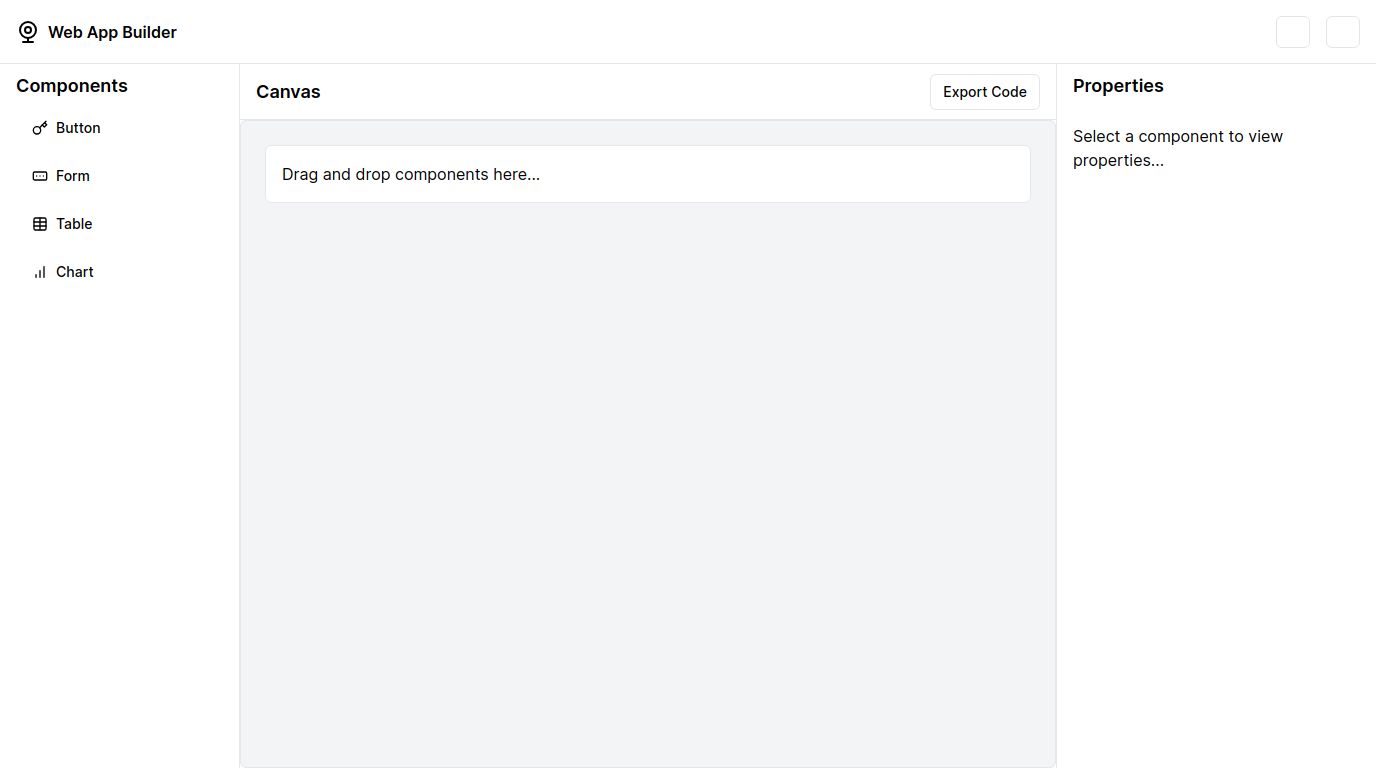 Web App Builder
Components
Button
Form
Table
Chart
Canvas
Export Code
Drag and drop components here...
Properties
Select a component to view
properties...